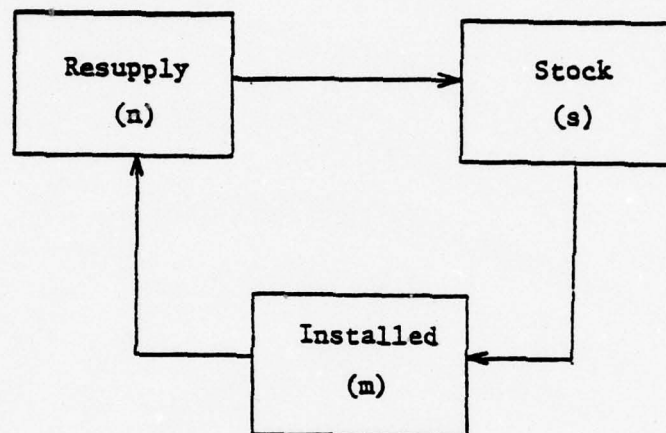 Resupply
(n)
Stock
(s)
Installed
(m)